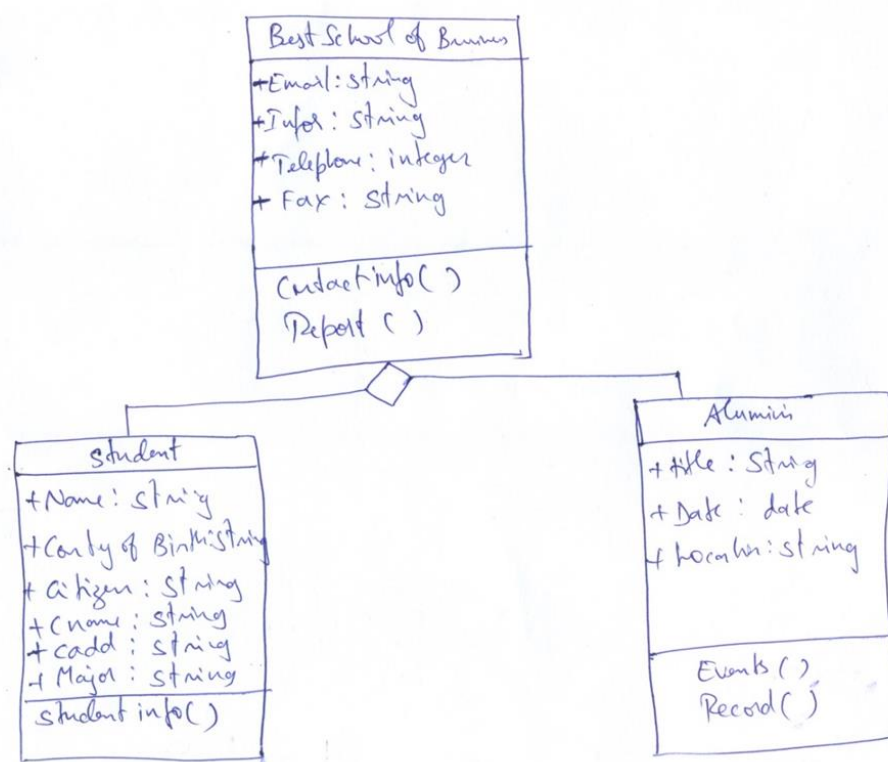 Best School of Business
+Email: string
+Infor: string
+Telephone: integer
+ Fax: string
Contactinfo( )
Report ( )
student
+Name: string
+Conty of Birth:string
+ Citizen: string
+ Cname: string
+ cadd: string
+ Major: string
student info( )
Alumini
+ title: String
+ Date: date
+ Location: string
Events( )
Record( )